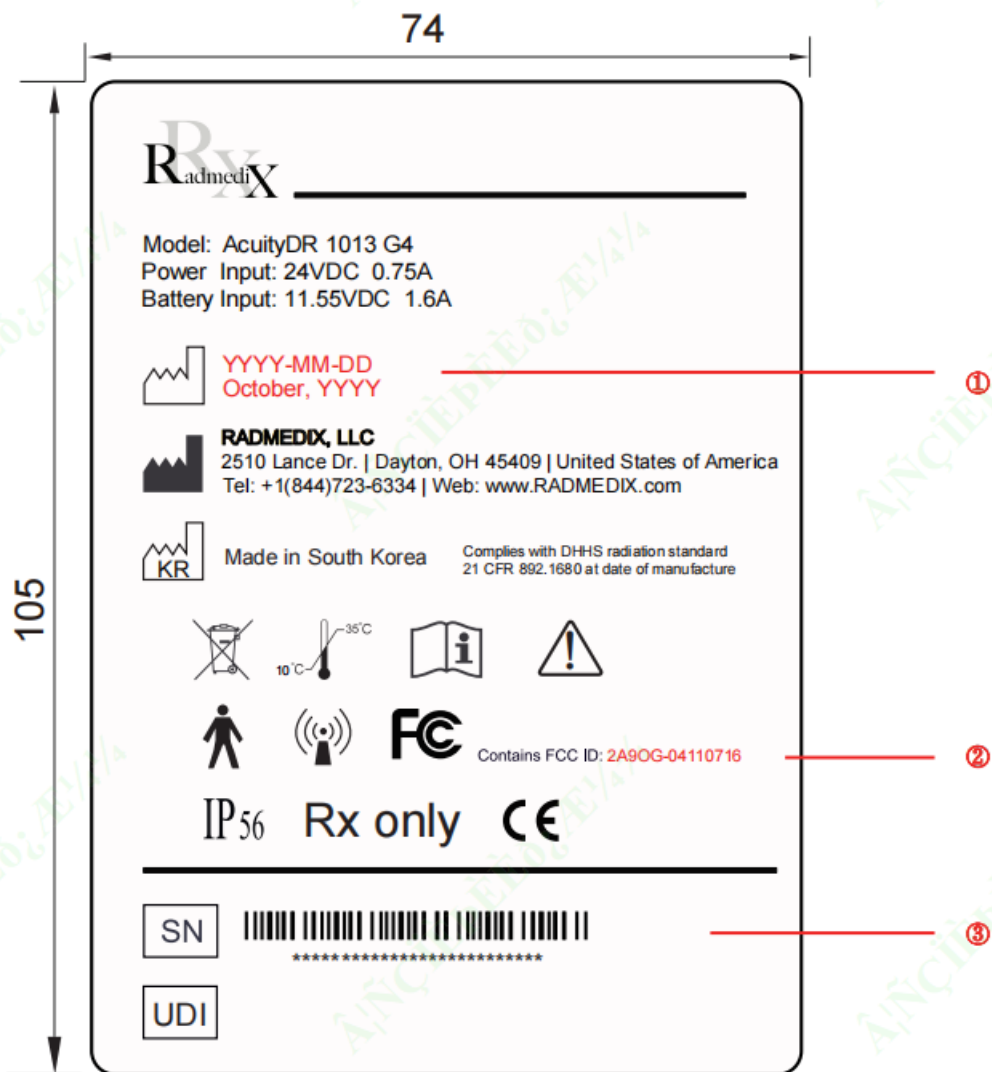 74
RadmediX
Model: AcuityDR 1013 G4
Power Input: 24VDC 0.75A
Battery Input: 11.55VDC 1.6A
YYYY-MM-DD
October, YYYY
①
RADMEDIX, LLC
2510 Lance Dr. | Dayton, OH 45409 | United States of America
Tel: +1(844)723-6334 | Web: www.RADMEDIX.com
KR
Made in South Korea
Complies with DHHS radiation standard
21 CFR 892.1680 at date of manufacture
105
35°C
10°C
i
!
FC
Contains FCC ID: 2A9OG-04110716
②
IP56 Rx only CE
SN
**************************
③
UDI